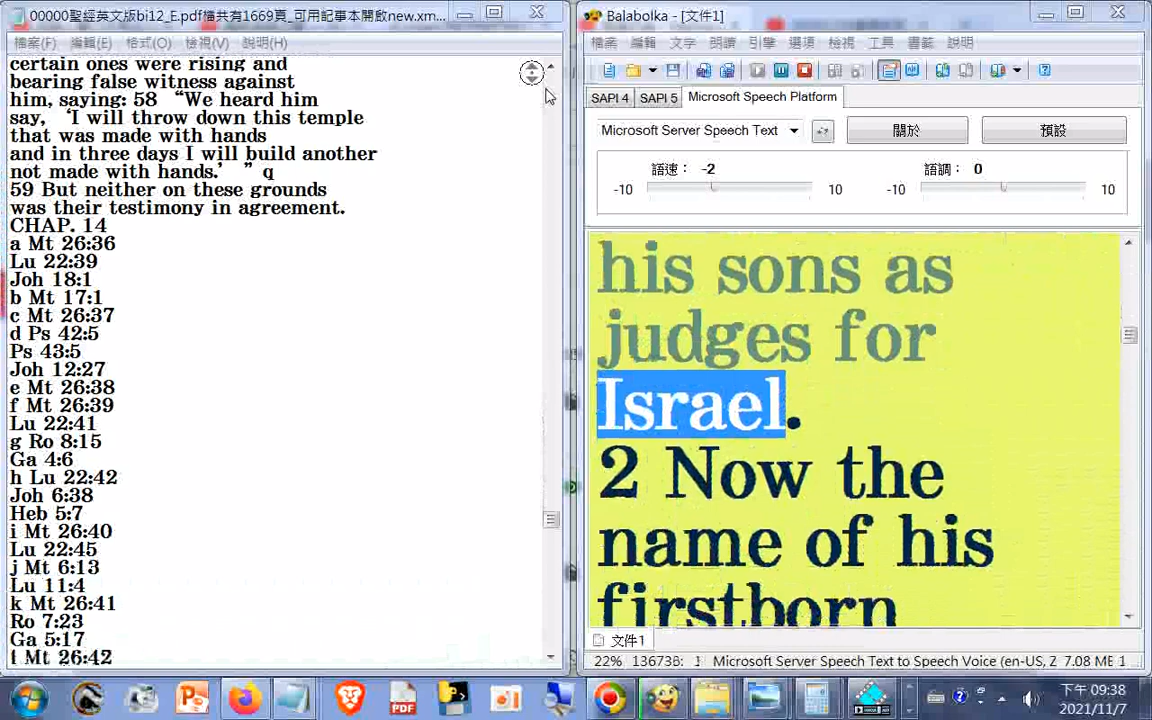 00000聖經英文版bi12_E.pdf檔共有1669頁_可用記事本開啟new.xm...
檔案(F) 編輯(E) 格式(O) 檢視(V) 說明(H)
certain ones were rising and
bearing false witness against
him, saying: 58 “We heard him
say, ‘I will throw down this temple
that was made with hands
and in three days I will build another
not made with hands.’ ” q
59 But neither on these grounds
was their testimony in agreement.
CHAP. 14
a Mt 26:36
Lu 22:39
Joh 18:1
b Mt 17:1
c Mt 26:37
d Ps 42:5
Ps 43:5
Joh 12:27
e Mt 26:38
f Mt 26:39
Lu 22:41
g Ro 8:15
Ga 4:6
h Lu 22:42
Joh 6:38
Heb 5:7
i Mt 26:40
Lu 22:45
j Mt 6:13
Lu 11:4
k Mt 26:41
Ro 7:23
Ga 5:17
l Mt 26:42
Balabolka - [文件1]
檔案 編輯 文字 朗讀 引擎 選項 檢視 工具 書籤 說明
SAPI 4 SAPI 5 Microsoft Speech Platform
Microsoft Server Speech Text 關於 預設
語速： -2 語調： 0
-10 10 -10 10
his sons as
judges for
Israel.
2 Now the
name of his
firstborn
文件1
22% 13673B: 1 Microsoft Server Speech Text to Speech Voice (en-US, Z 7.08 MB 1
PDF
下午 09:38
2021/11/7